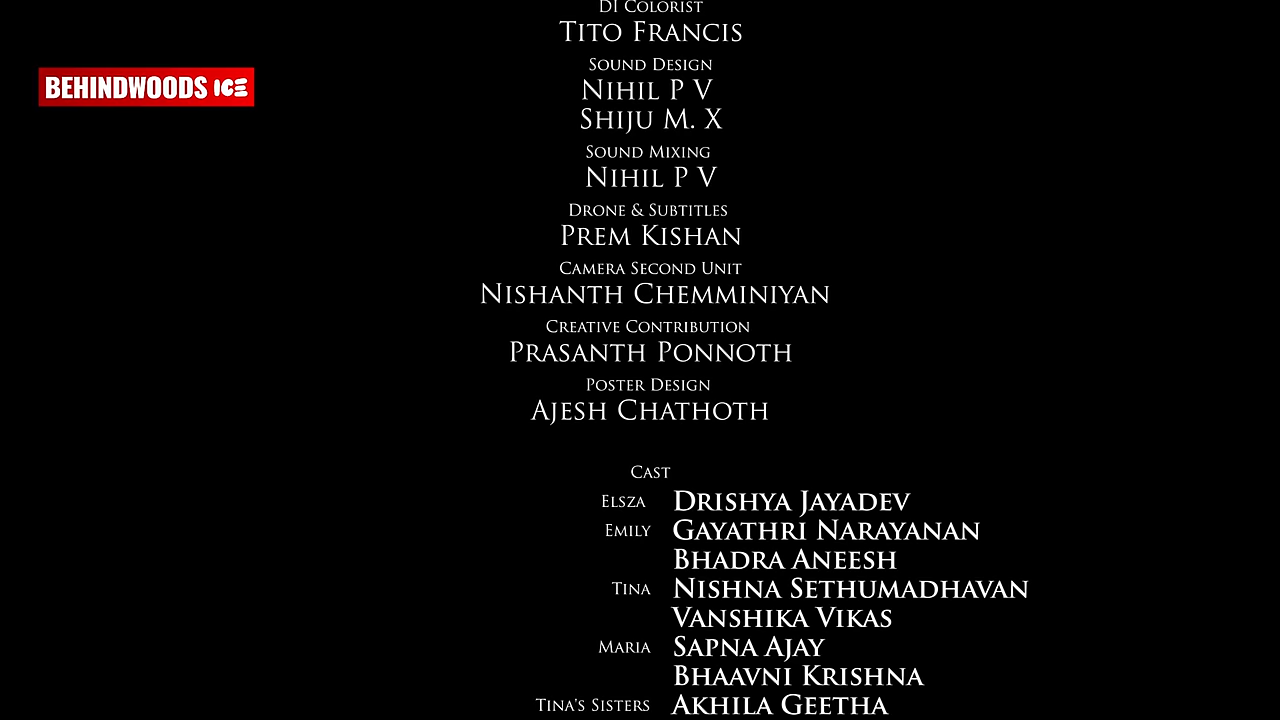 DI Colorist
Tito Francis
BEHINDWOODS ICE
Sound Design
Nihil P V
Shiju M. X
Sound Mixing
Nihil P V
Drone & Subtitles
Prem Kishan
Camera Second Unit
Nishanth Chemminiyan
Creative Contribution
Prasanth Ponnoth
Poster Design
Ajesh Chathoth
Cast
Elsza Drishya Jayadev
Emily Gayathri Narayanan
Bhadra Aneesh
Tina Nishna Sethumadhavan
Vanshika Vikas
Maria Sapna Ajay
Bhaavni Krishna
Tina's Sisters Akhila Geetha